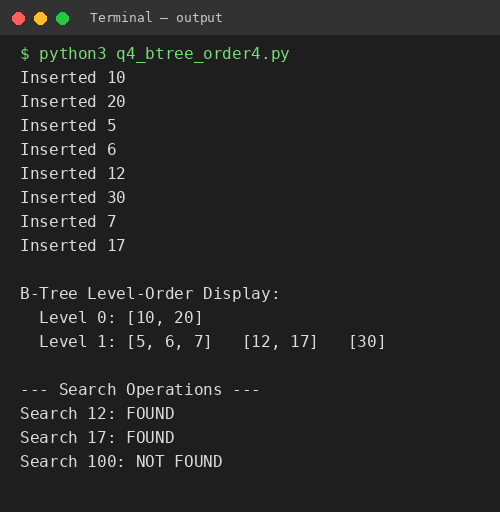 Terminal — output
$ python3 q4_btree_order4.py
Inserted 10
Inserted 20
Inserted 5
Inserted 6
Inserted 12
Inserted 30
Inserted 7
Inserted 17
B-Tree Level-Order Display:
  Level 0: [10, 20]
  Level 1: [5, 6, 7]   [12, 17]   [30]
--- Search Operations ---
Search 12: FOUND
Search 17: FOUND
Search 100: NOT FOUND